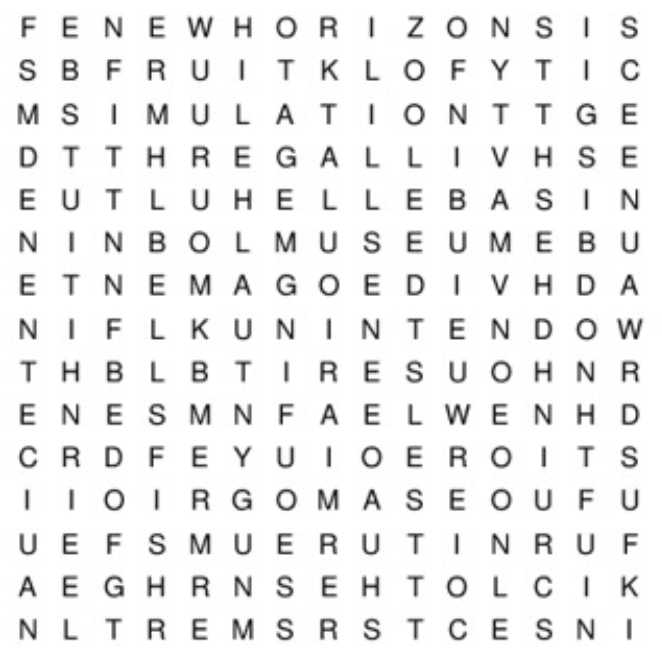 F E N E W H O R I Z O N S I S
S B F R U I T K L O F Y T I C
M S I M U L A T I O N T T G E
D T T H R E G A L L I V H S E
E U T L U H E L L E B A S I N
N I N B O L M U S E U M E B U
E T N E M A G O E D I V H D A
N I F L K U N I N T E N D O W
T H B L B T I R E S U O H N R
E N E S M N F A E L W E N H D
C R D F E Y U I O E R O I T S
I I O I R G O M A S E O U F U
U E F S M U E R U T I N R U F
A E G H R N S E H T O L C I K
N L T R E M S R S T C E S N I